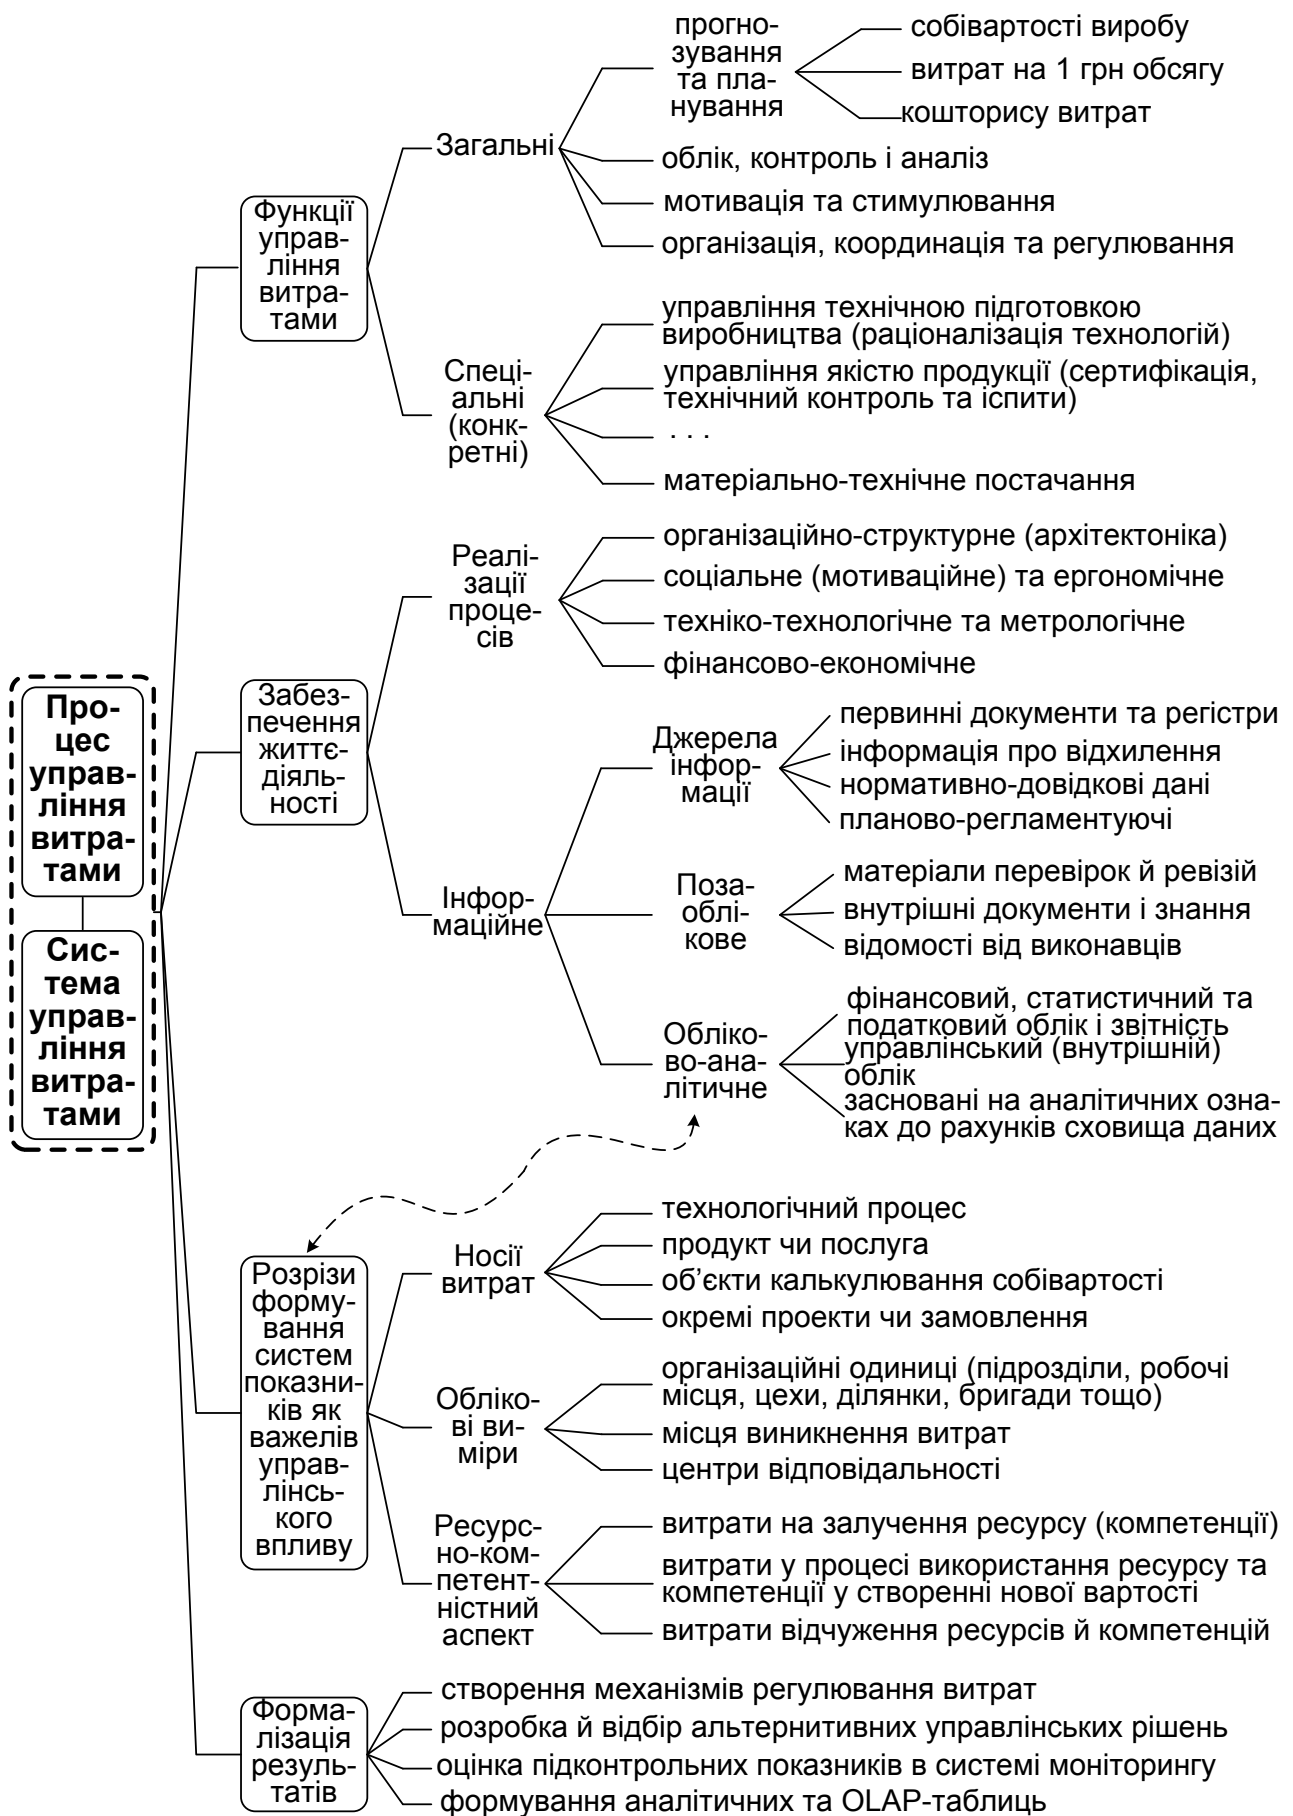 Про-
цес
управ-
ління
витра-
тами
Сис-
тема
управ-
ління
витра-
тами
Функції
управ-
ління
витра-
тами
Загальні
прогно-
зування
та пла-
нування
собівартості виробу
витрат на 1 грн обсягу
кошторису витрат
облік, контроль і аналіз
мотивація та стимулювання
організація, координація та регулювання
Спеці-
альні
(конк-
ретні)
управління технічною підготовкою
виробництва (раціоналізація технологій)
управління якістю продукції (сертифікація,
технічний контроль та іспити)
. . .
матеріально-технічне постачання
Забез-
печення
життє-
діяль-
ності
Реалі-
зації
проце-
сів
організаційно-структурне (архітектоніка)
соціальне (мотиваційне) та ергономічне
техніко-технологічне та метрологічне
фінансово-економічне
Інфор-
маційне
Джерела
інфор-
мації
первинні документи та регістри
інформація про відхилення
нормативно-довідкові дані
планово-регламентуючі
Поза-
облі-
кове
матеріали перевірок й ревізій
внутрішні документи і знання
відомості від виконавців
Обліко-
во-ана-
літичне
фінансовий, статистичний та
податковий облік і звітність
управлінський (внутрішній)
облік
засновані на аналітичних озна-
ках до рахунків сховища даних
Розрізи
форму-
вання
систем
показни-
ків як
важелів
управ-
лінсь-
кого
впливу
Носії
витрат
технологічний процес
продукт чи послуга
об’єкти калькулювання собівартості
окремі проекти чи замовлення
Обліко-
ві ви-
міри
організаційні одиниці (підрозділи, робочі
місця, цехи, ділянки, бригади тощо)
місця виникнення витрат
центри відповідальності
Ресурс-
но-ком-
петент-
ністний
аспект
витрати на залучення ресурсу (компетенції)
витрати у процесі використання ресурсу та
компетенції у створенні нової вартості
витрати відчуження ресурсів й компетенцій
Форма-
лізація
резуль-
татів
створення механізмів регулювання витрат
розробка й відбір альтернитивних управлінських рішень
оцінка підконтрольних показників в системі моніторингу
формування аналітичних та OLAP-таблиць